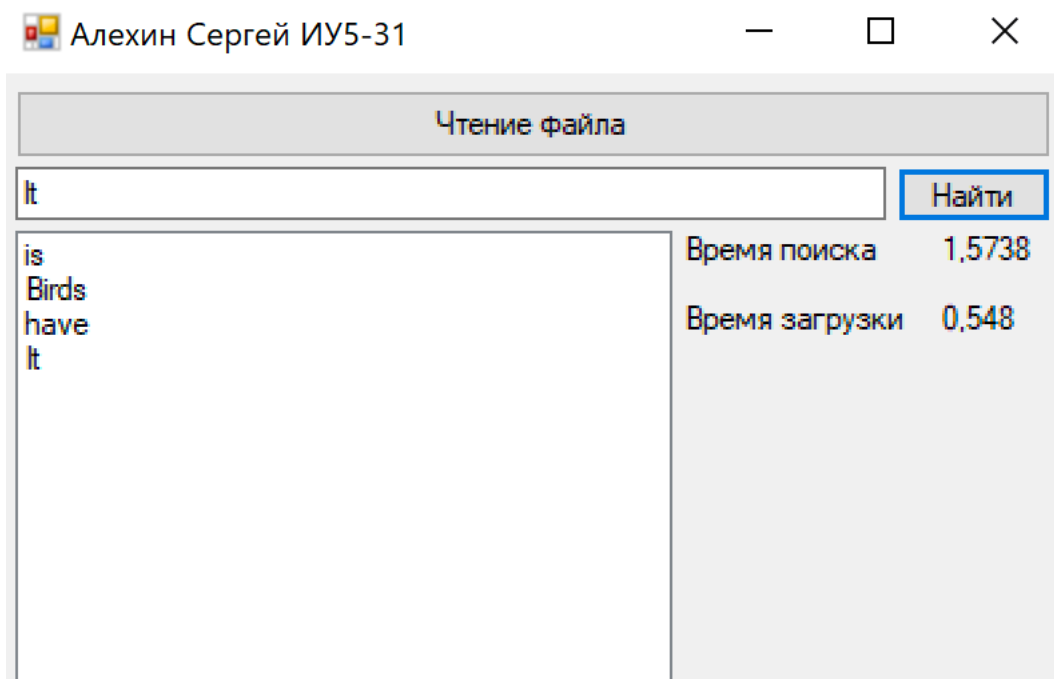 Алехин Сергей ИУ5-31
Чтение файла
It
Найти
is
Birds
have
It
Время поиска 1,5738
Время загрузки 0,548